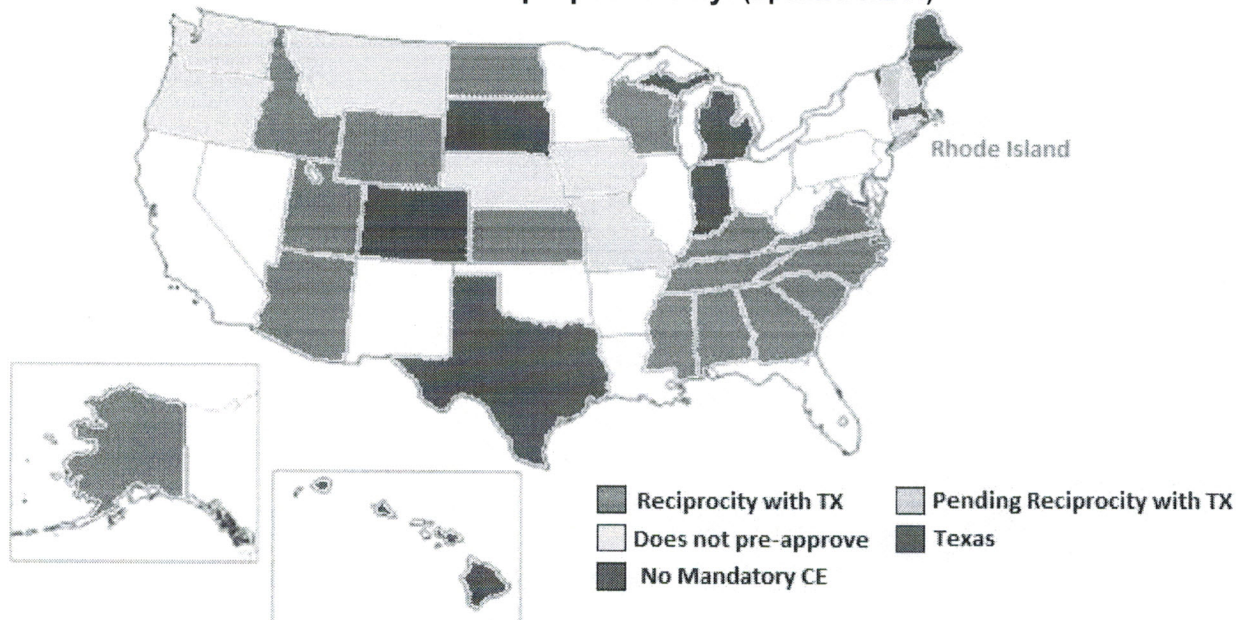 Rhode Island
Reciprocity with TX
Pending Reciprocity with TX
Does not pre-approve
Texas
No Mandatory CE